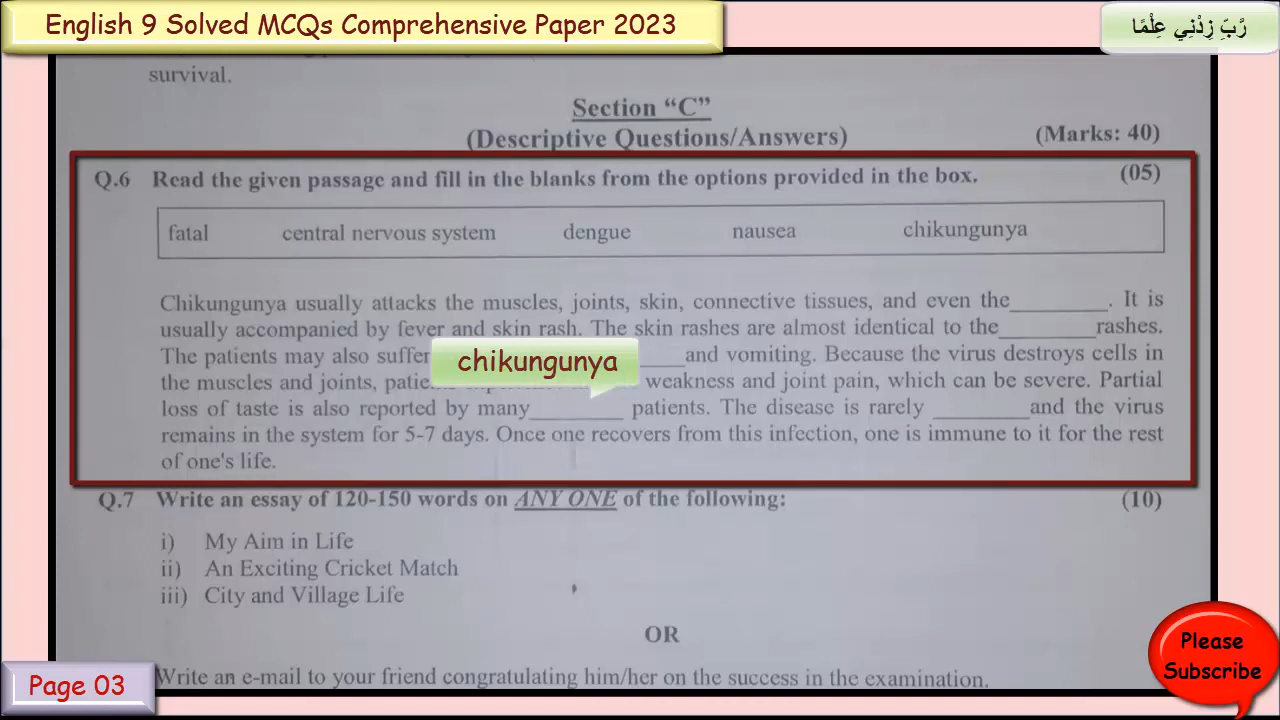 English 9 Solved MCQs Comprehensive Paper 2023
رَّبِّ زِدْنِي عِلْمًا
survival.
Section “C”
(Descriptive Questions/Answers) (Marks: 40)
Q.6 Read the given passage and fill in the blanks from the options provided in the box. (05)
fatal central nervous system dengue nausea chikungunya
Chikungunya usually attacks the muscles, joints, skin, connective tissues, and even the________. It is
usually accompanied by fever and skin rash. The skin rashes are almost identical to the________rashes.
The patients may also suffer ____and vomiting. Because the virus destroys cells in
chikungunya
the muscles and joints, weakness and joint pain, which can be severe. Partial
loss of taste is also reported by many________ patients. The disease is rarely ________and the virus
remains in the system for 5-7 days. Once one recovers from this infection, one is immune to it for the rest
of one's life.
Q.7 Write an essay of 120-150 words on ANY ONE of the following: (10)
i) My Aim in Life
ii) An Exciting Cricket Match
iii) City and Village Life
OR
Write an e-mail to your friend congratulating him/her on the success in the examination.
Page 03
Please
Subscribe